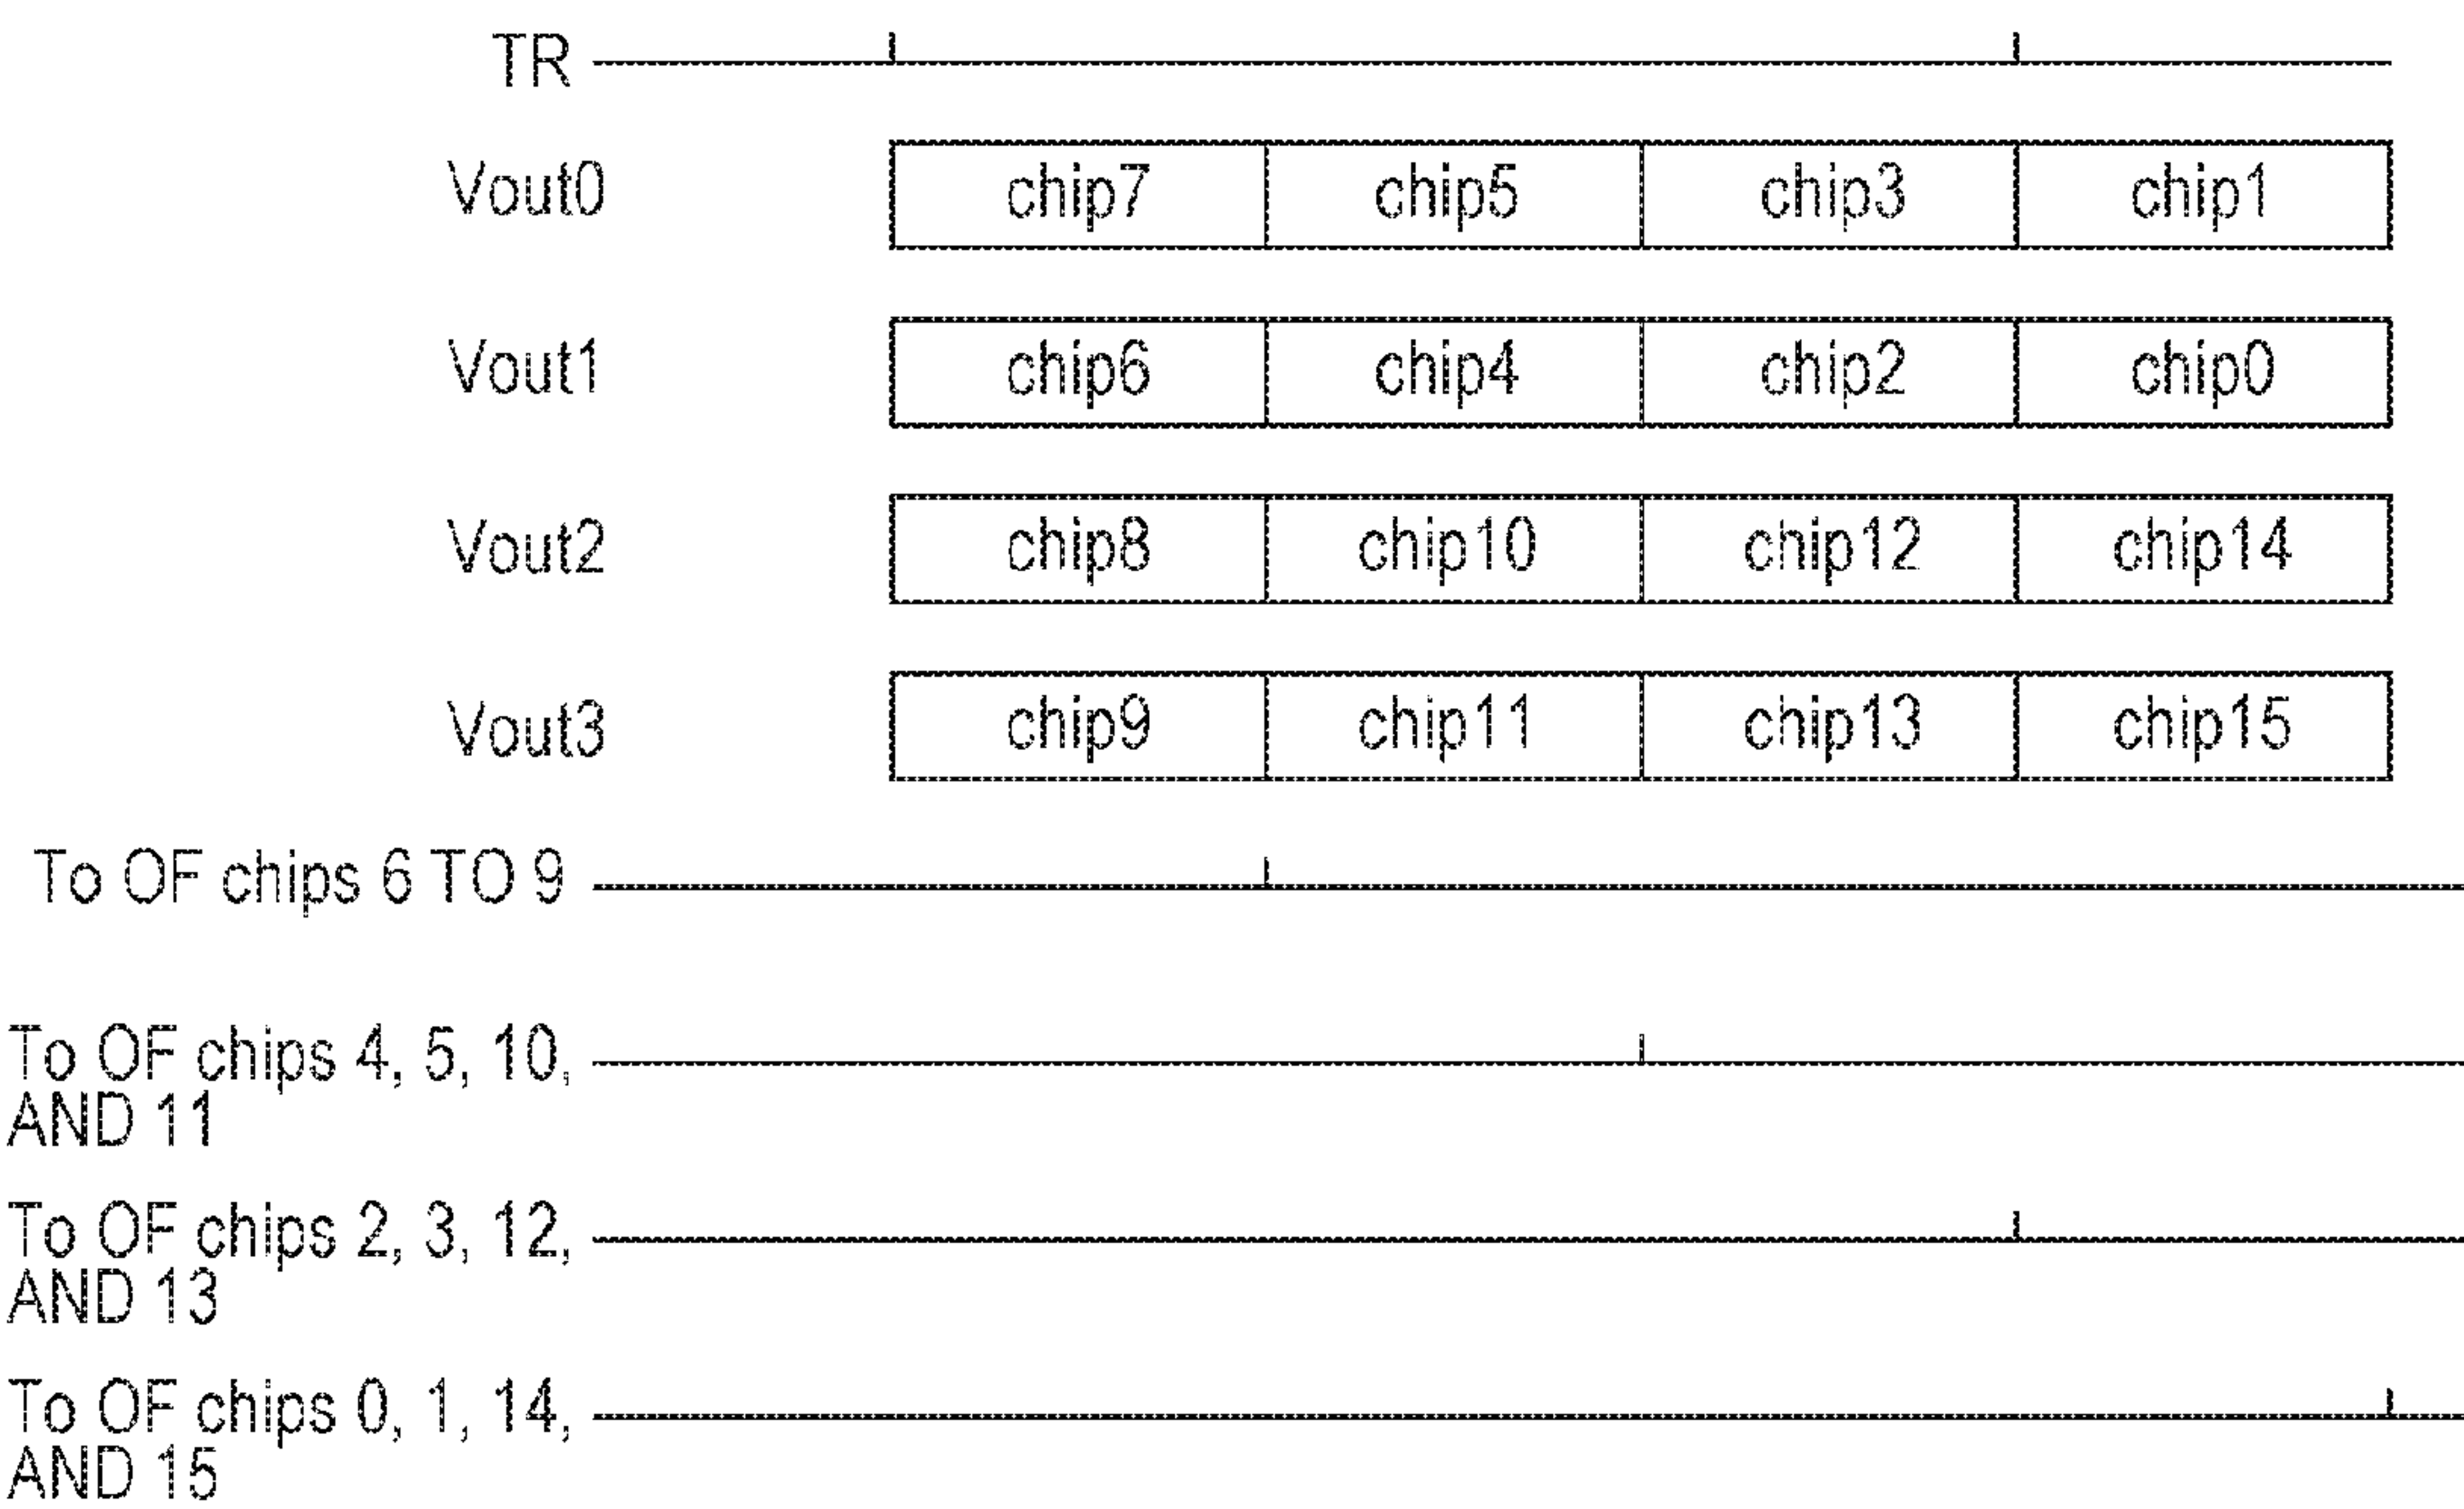 TR
Vout0 chip7 chip5 chip3 chip1
Vout1 chip6 chip4 chip2 chip0
Vout2 chip8 chip10 chip12 chip14
Vout3 chip9 chip11 chip13 chip15
To OF chips 6 TO 9
To OF chips 4, 5, 10,
AND 11
To OF chips 2, 3, 12,
AND 13
To OF chips 0, 1, 14,
AND 15